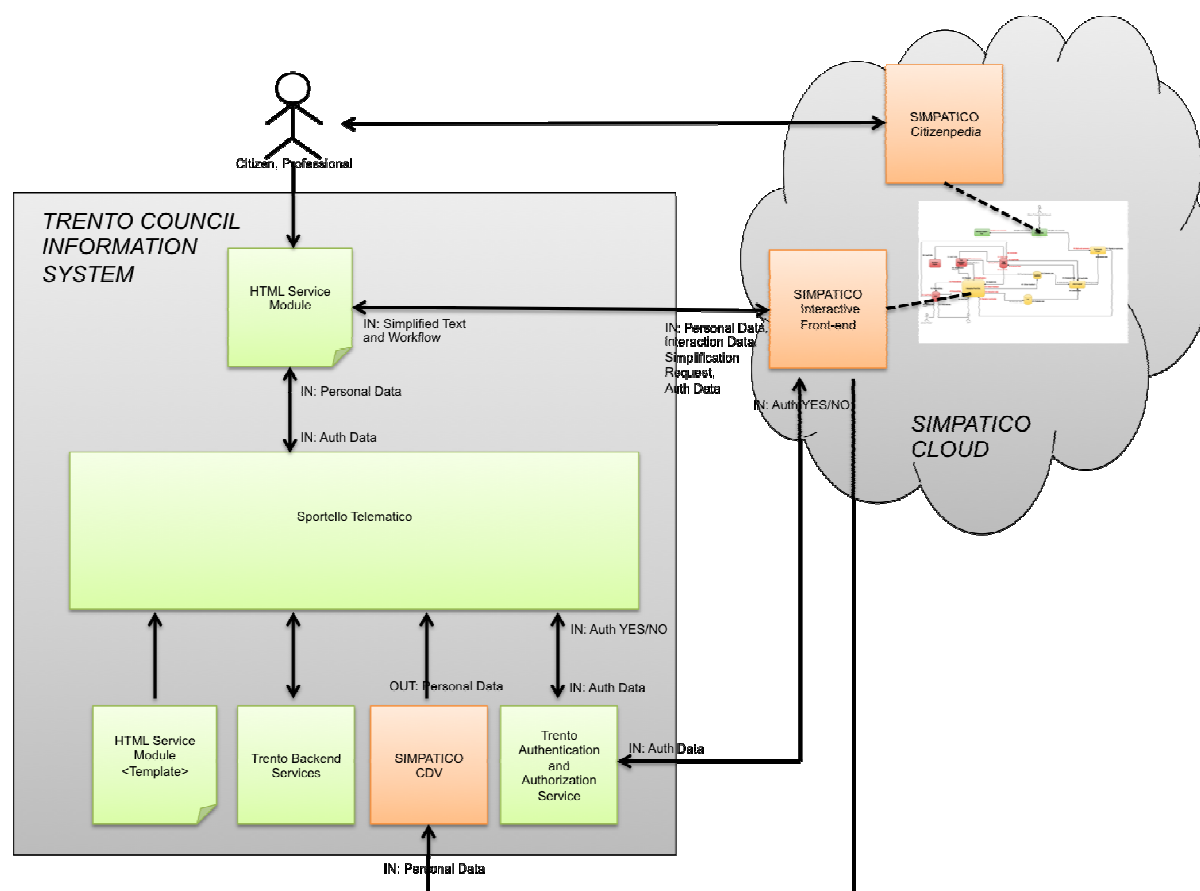 SIMPATICO
Citizenpedia
Citizen, Professional
TRENTO COUNCIL
INFORMATION
SYSTEM
HTML Service
Module
SIMPATICO
Interactive
Front-end
IN: Simplified Text
and Workflow
IN: Personal Data,
Interaction Data
Simplification
Request,
Auth Data
IN: Personal Data
IN: Auth YES/NO
SIMPATICO
CLOUD
IN: Auth Data
Sportello Telematico
IN: Auth YES/NO
OUT: Personal Data
IN: Auth Data
HTML Service
Module
<Template>
Trento Backend
Services
SIMPATICO
CDV
Trento
Authentication
and
Authorization
Service
IN: Auth Data
IN: Personal Data